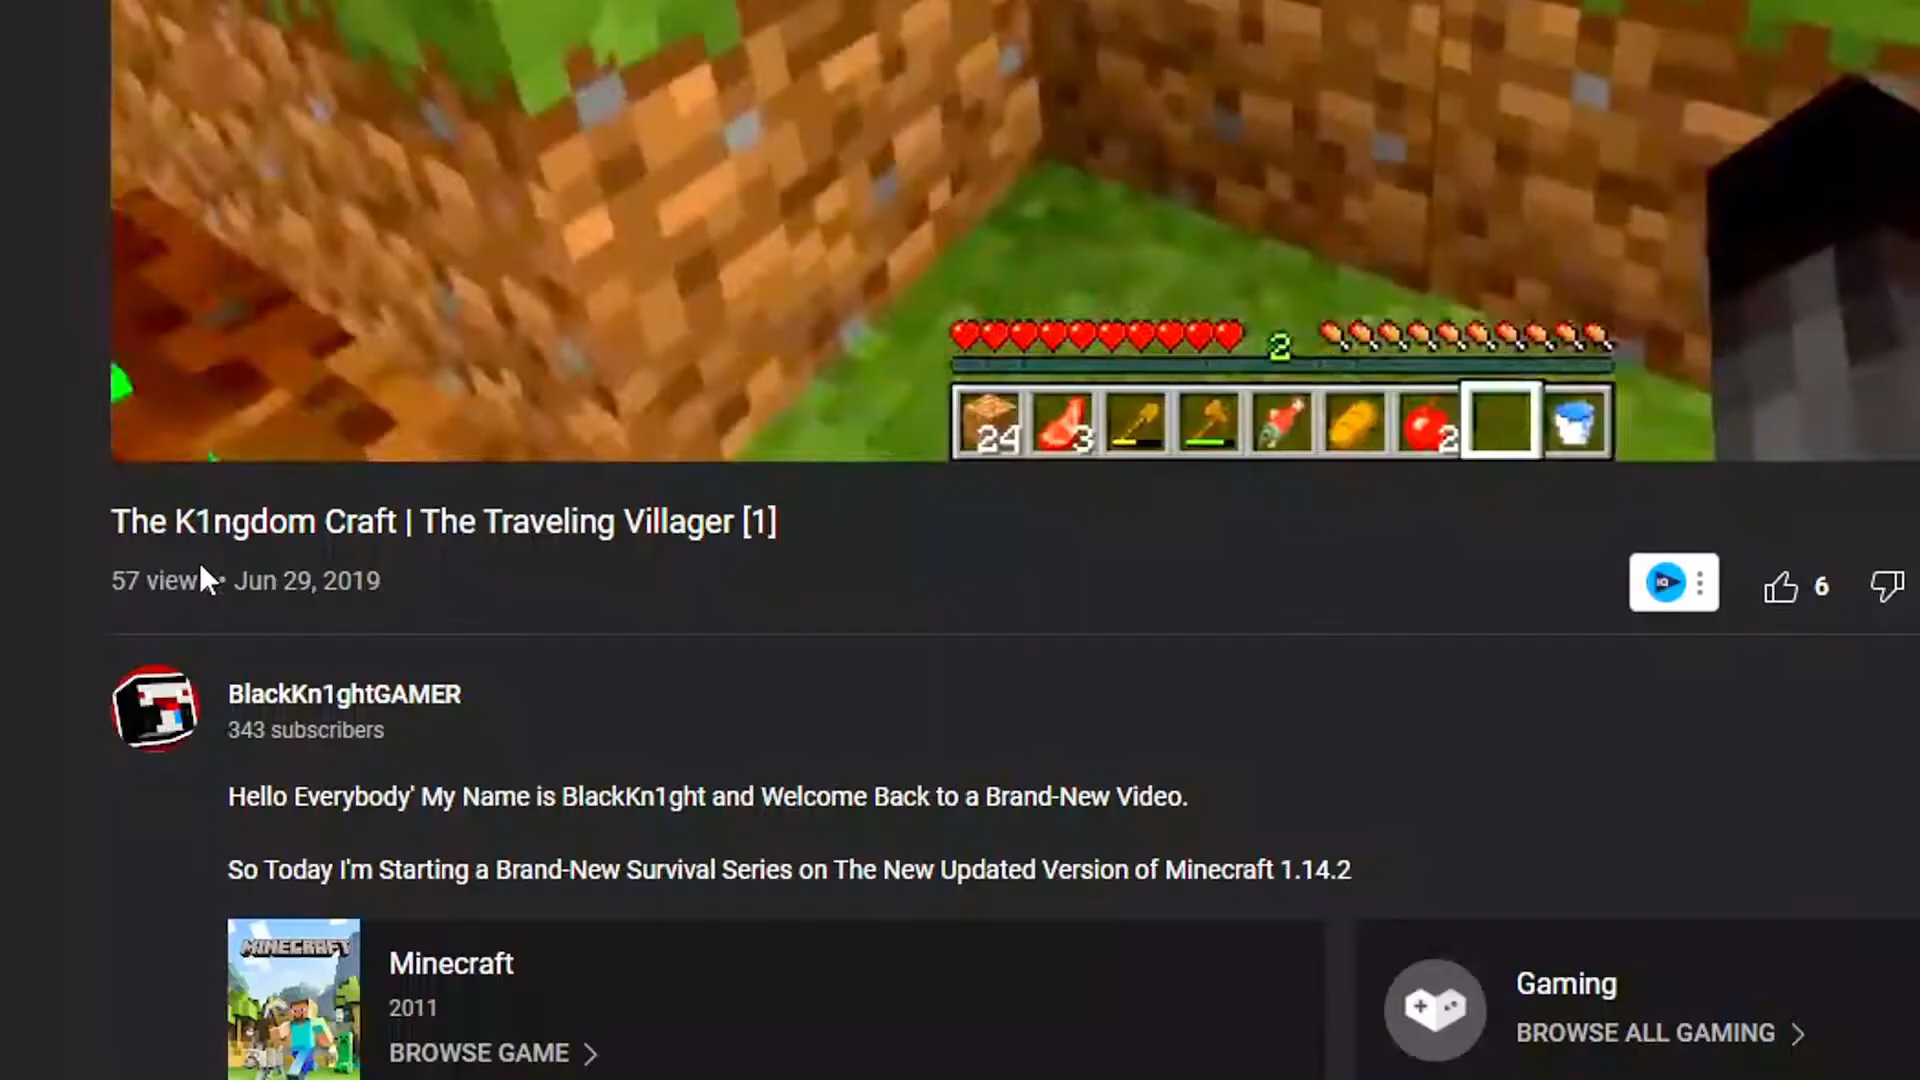 2
24
3
2
The K1ngdom Craft | The Traveling Villager [1]
57 view • Jun 29, 2019
6
BlackKn1ghtGAMER
343 subscribers
Hello Everybody' My Name is BlackKn1ght and Welcome Back to a Brand-New Video.
So Today I'm Starting a Brand-New Survival Series on The New Updated Version of Minecraft 1.14.2
MINECRAFT
Minecraft
2011
BROWSE GAME
Gaming
BROWSE ALL GAMING